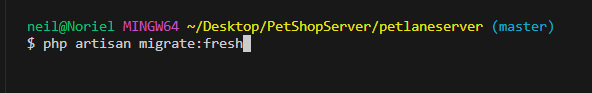 neil@Noriel MINGW64 ~/Desktop/PetShopServer/petlaneserver (master)
$ php artisan migrate:fresh